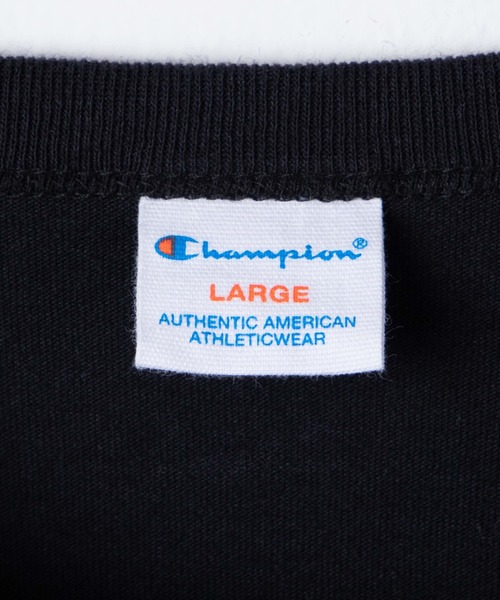 Champion®
LARGE
AUTHENTIC AMERICAN
ATHLETICWEAR